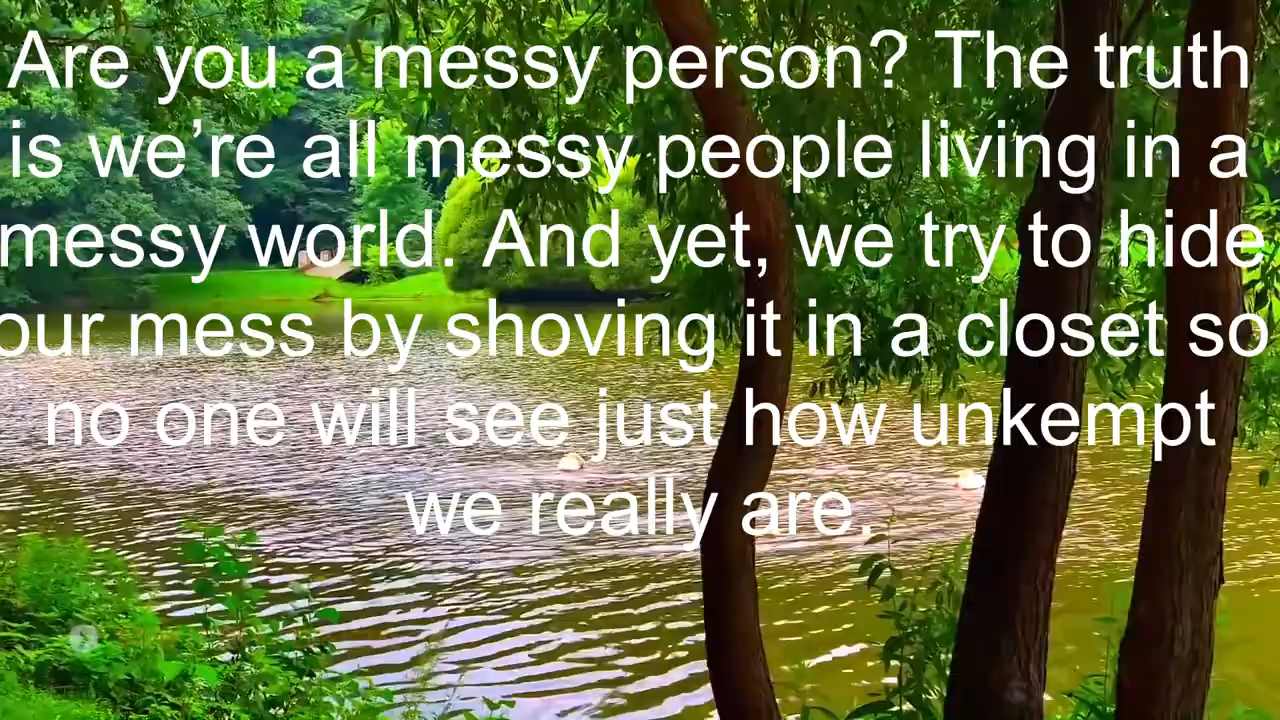 Are you a messy person? The truth
is we’re all messy people living in a
messy world. And yet, we try to hide
our mess by shoving it in a closet so
no one will see just how unkempt
we really are.